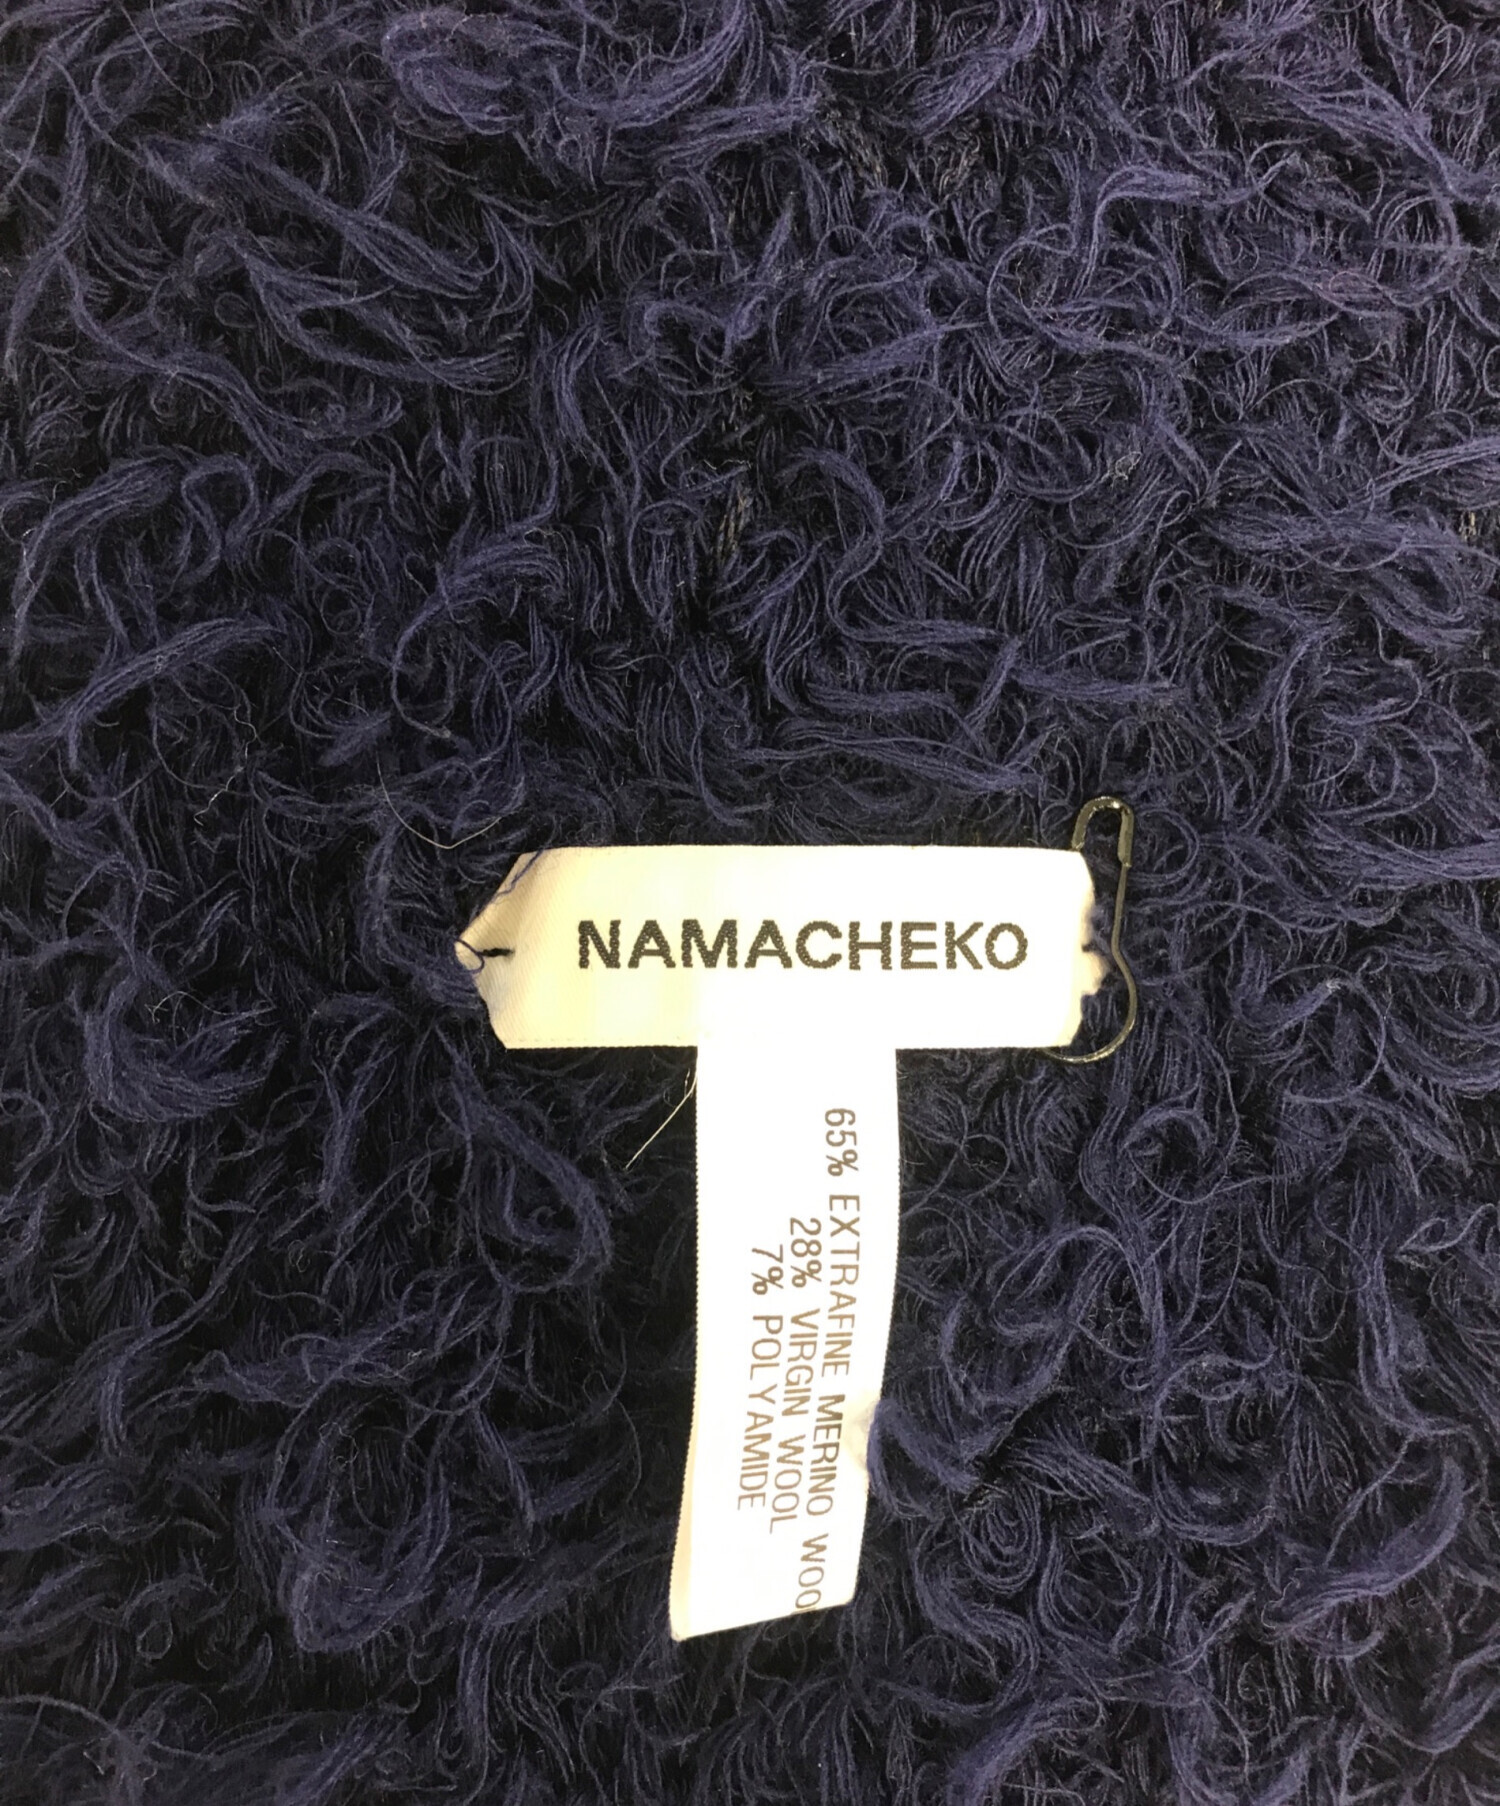 NAMACHEKO
65% EXTRAFINE MERINO WOO
28% VIRGIN WOOL
7% POLYAMIDE